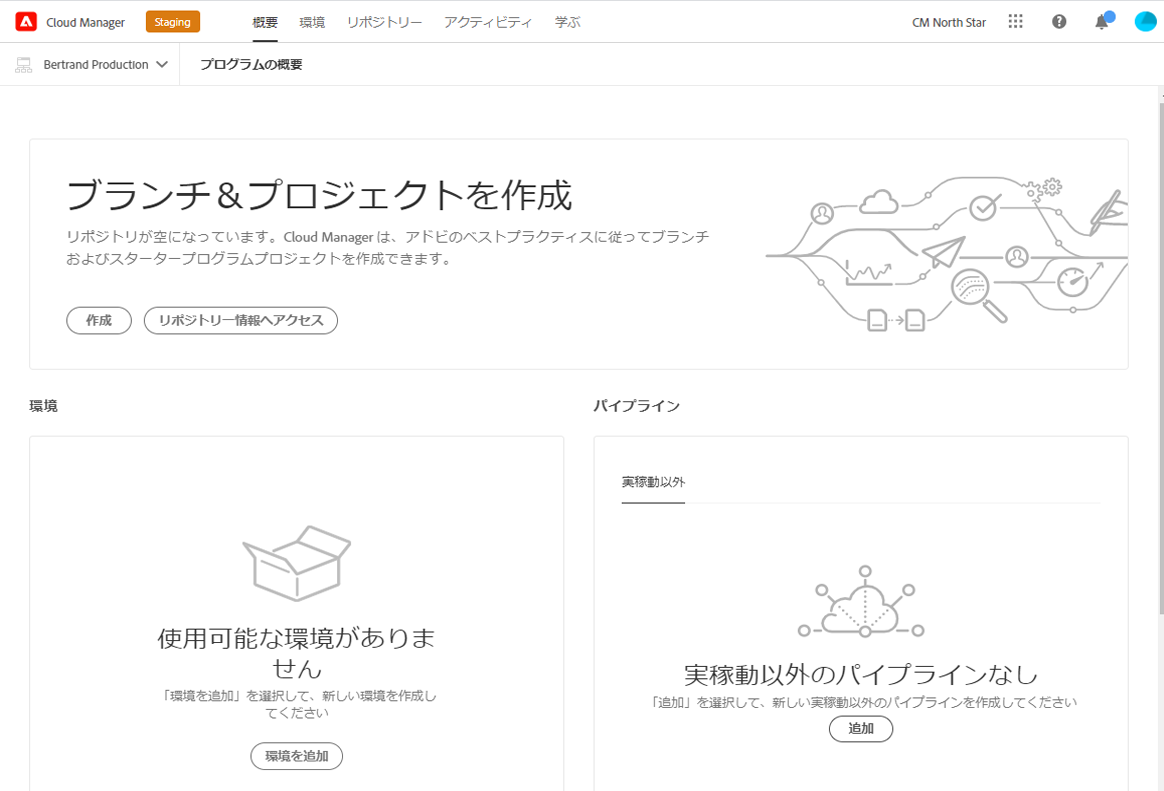 Cloud Manager
Staging
概要
環境
リポジトリー
アクティビティ
学ぶ
CM North Star
Bertrand Production
プログラムの概要
ブランチ＆プロジェクトを作成
リポジトリが空になっています。Cloud Manager は、アドビのベストプラクティスに従ってブランチ
およびスタータープログラムプロジェクトを作成できます。
作成
リポジトリー情報へアクセス
環境
パイプライン
使用可能な環境がありま
せん
「環境を追加」を選択して、新しい環境を作成し
てください
環境を追加
実稼動以外
実稼動以外のパイプラインなし
「追加」を選択して、新しい実稼動以外のパイプラインを作成してください
追加